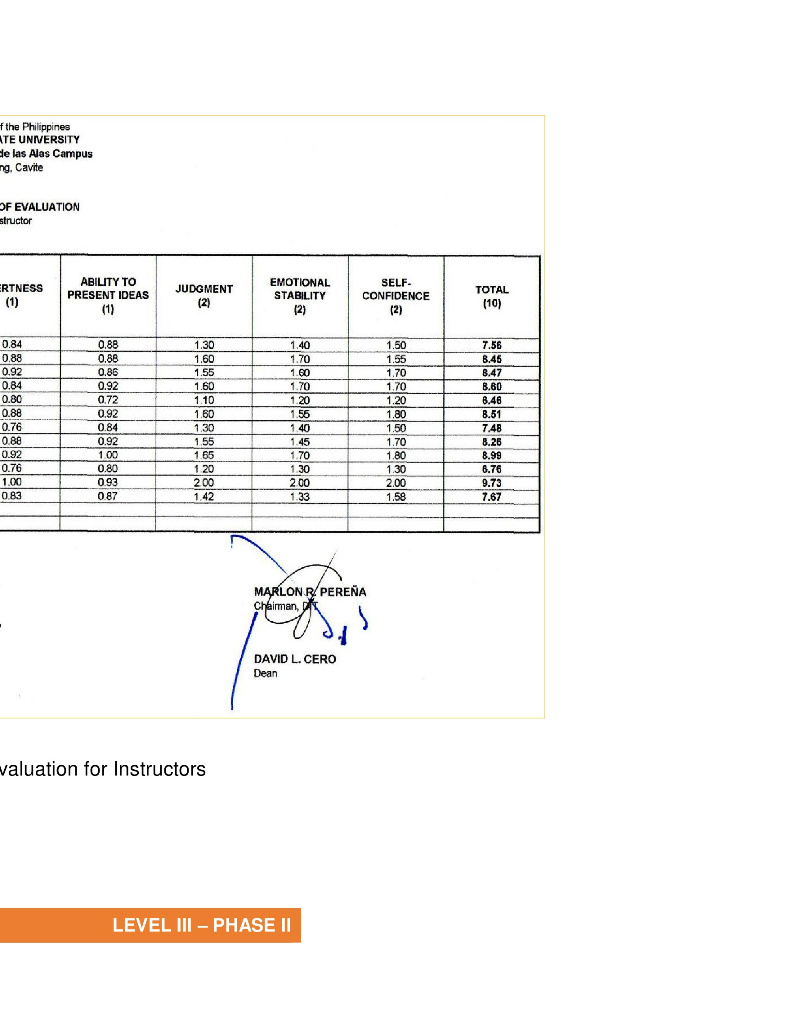 f the Philippines
ATE UNIVERSITY
de las Alas Campus
ng, Cavite
OF EVALUATION
structor
ERTNESS (1) ABILITY TO PRESENT IDEAS (1) JUDGMENT (2) EMOTIONAL STABILITY (2) SELF-CONFIDENCE (2) TOTAL (10)
0.84 0.88 1.30 1.40 1.50 7.56
0.88 0.88 1.60 1.70 1.55 8.45
0.92 0.86 1.55 1.60 1.70 8.47
0.84 0.92 1.60 1.70 1.70 8.60
0.80 0.72 1.10 1.20 1.20 6.46
0.88 0.92 1.60 1.55 1.80 8.51
0.76 0.84 1.30 1.40 1.50 7.48
0.88 0.92 1.55 1.45 1.70 8.26
0.92 1.00 1.65 1.70 1.80 8.99
0.76 0.80 1.20 1.30 1.30 6.76
1.00 0.93 2.00 2.00 2.00 9.73
0.83 0.87 1.42 1.33 1.58 7.67
MARLON R. PEREÑA
Chairman, DIT
DAVID L. CERO
Dean
valuation for Instructors
LEVEL III – PHASE II